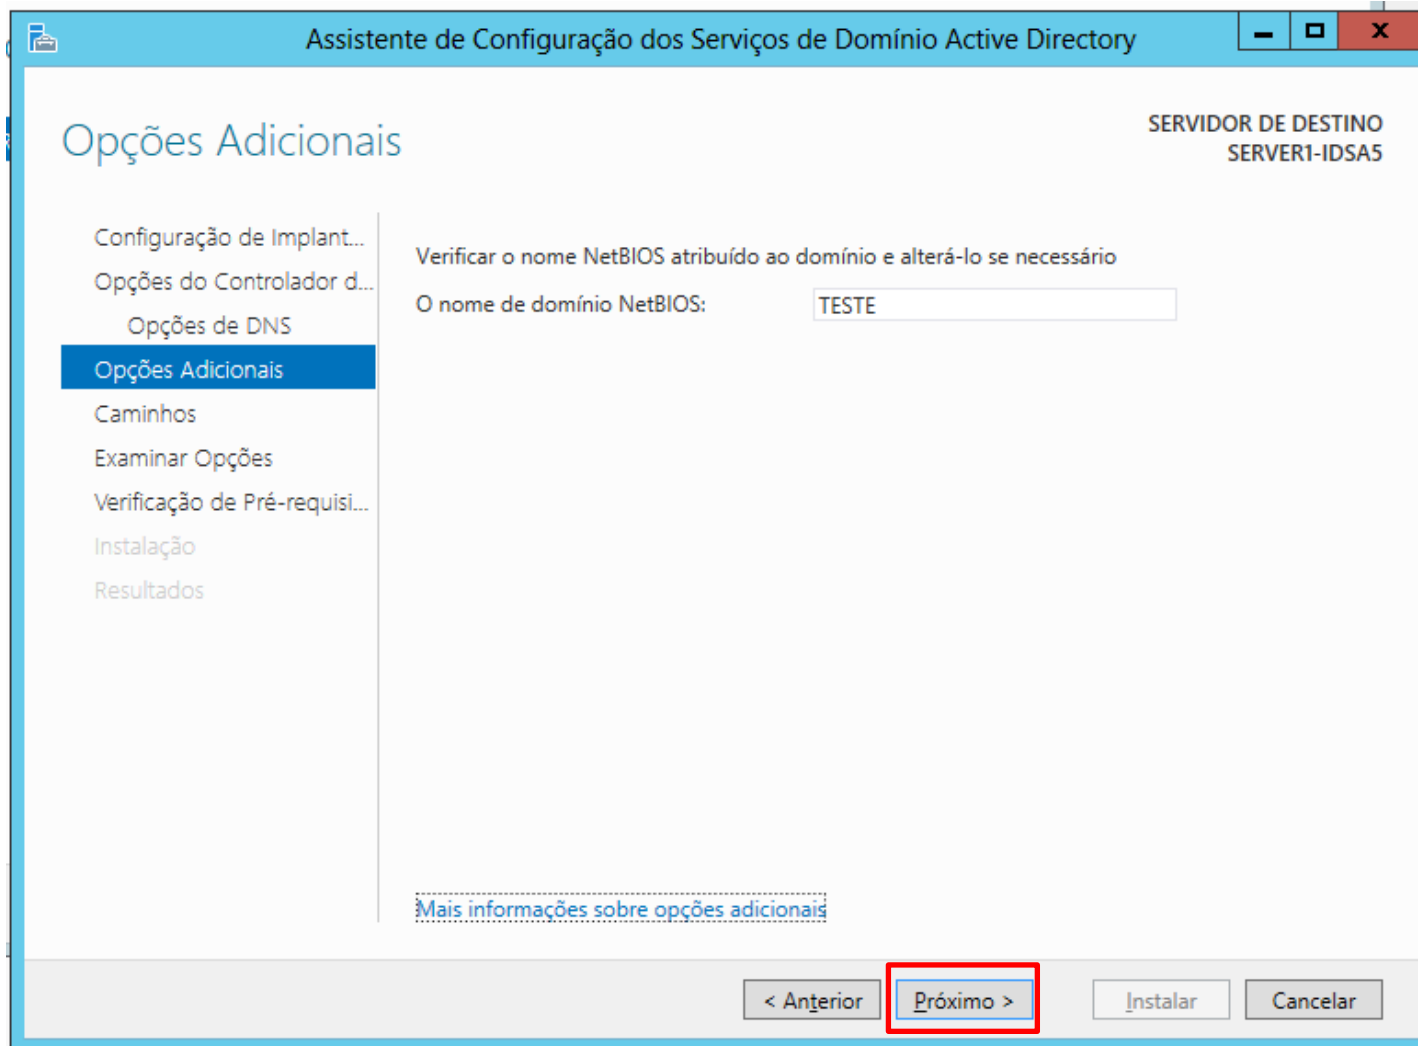 Assistente de Configuração dos Serviços de Domínio Active Directory
Opções Adicionais
SERVIDOR DE DESTINO
SERVER1-IDSA5
Configuração de Implant...
Opções do Controlador d...
Opções de DNS
Opções Adicionais
Caminhos
Examinar Opções
Verificação de Pré-requisi...
Instalação
Resultados
Verificar o nome NetBIOS atribuído ao domínio e alterá-lo se necessário
O nome de domínio NetBIOS: TESTE
Mais informações sobre opções adicionais
< Anterior Próximo > Instalar Cancelar